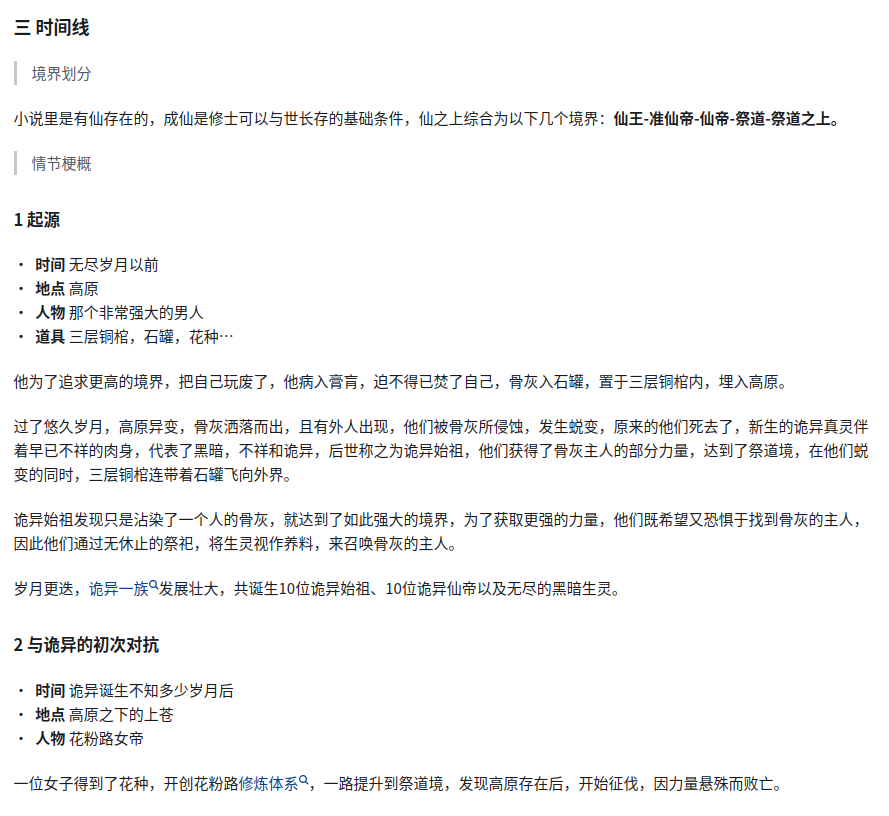 三 时间线
境界划分
小说里是有仙存在的，成仙是修士可以与世长存的基础条件，仙之上综合为以下几个境界：仙王-准仙帝-仙帝-祭道-祭道之上。
情节梗概
1 起源
· 时间 无尽岁月以前
· 地点 高原
· 人物 那个非常强大的男人
· 道具 三层铜棺，石罐，花种…
他为了追求更高的境界，把自己玩废了，他病入膏肓，迫不得已焚了自己，骨灰入石罐，置于三层铜棺内，埋入高原。
过了悠久岁月，高原异变，骨灰洒落而出，且有外人出现，他们被骨灰所侵蚀，发生蜕变，原来的他们死去了，新生的诡异真灵伴
着早已不祥的肉身，代表了黑暗，不祥和诡异，后世称之为诡异始祖，他们获得了骨灰主人的部分力量，达到了祭道境，在他们蜕
变的同时，三层铜棺连带着石罐飞向外界。
诡异始祖发现只是沾染了一个人的骨灰，就达到了如此强大的境界，为了获取更强的力量，他们既希望又恐惧于找到骨灰的主人，
因此他们通过无休止的祭祀，将生灵视作养料，来召唤骨灰的主人。
岁月更迭，诡异一族发展壮大，共诞生10位诡异始祖、10位诡异仙帝以及无尽的黑暗生灵。
2 与诡异的初次对抗
· 时间 诡异诞生不知多少岁月后
· 地点 高原之下的上苍
· 人物 花粉路女帝
一位女子得到了花种，开创花粉路修炼体系，一路提升到祭道境，发现高原存在后，开始征伐，因力量悬殊而败亡。